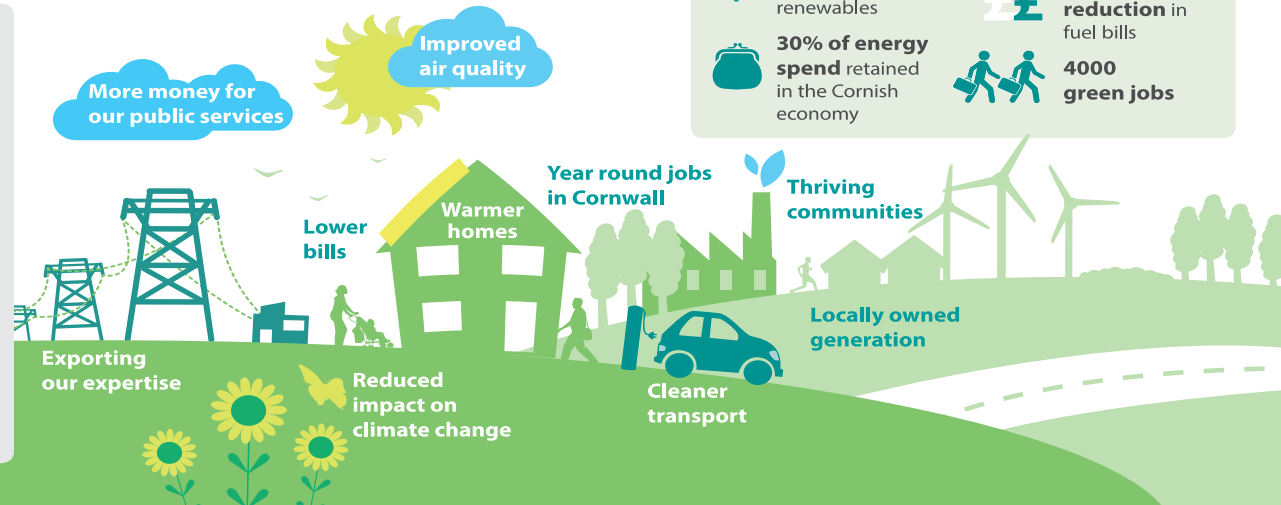 renewables
30% of energy
spend retained
in the Cornish
economy
££
reduction in
fuel bills
4000
green jobs
Improved
air quality
More money for
our public services
Year round jobs
in Cornwall
Thriving
communities
Lower
bills
Warmer
homes
Locally owned
generation
Exporting
our expertise
Reduced
impact on
climate change
Cleaner
transport